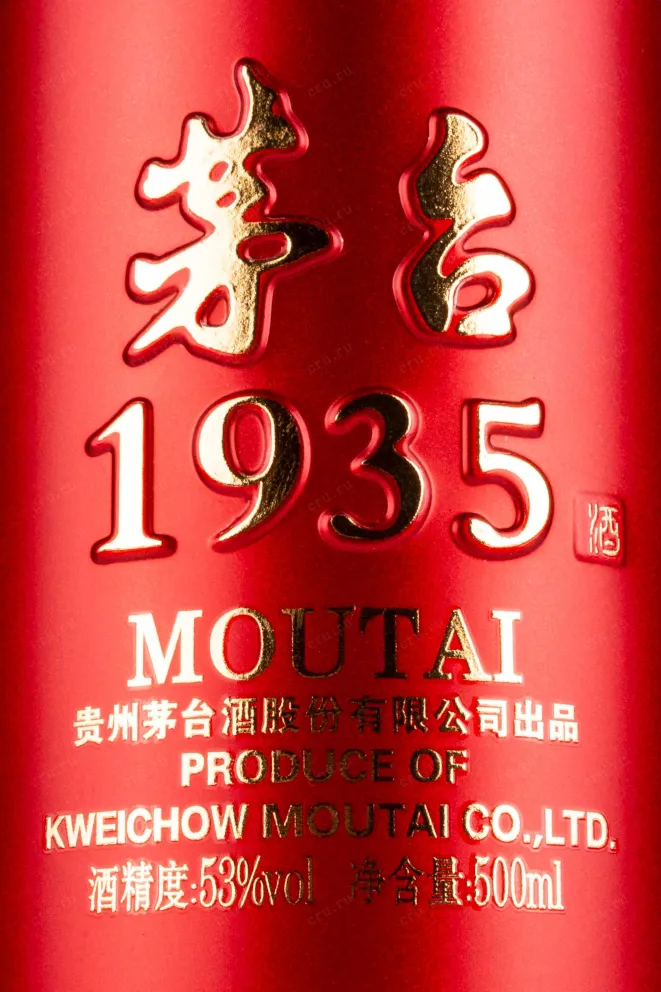 茅台
1935
酒
MOUTAI
贵州茅台酒股份有限公司出品
PRODUCE OF
KWEICHOW MOUTAI CO.,LTD.
酒精度:53%vol 净含量:500ml